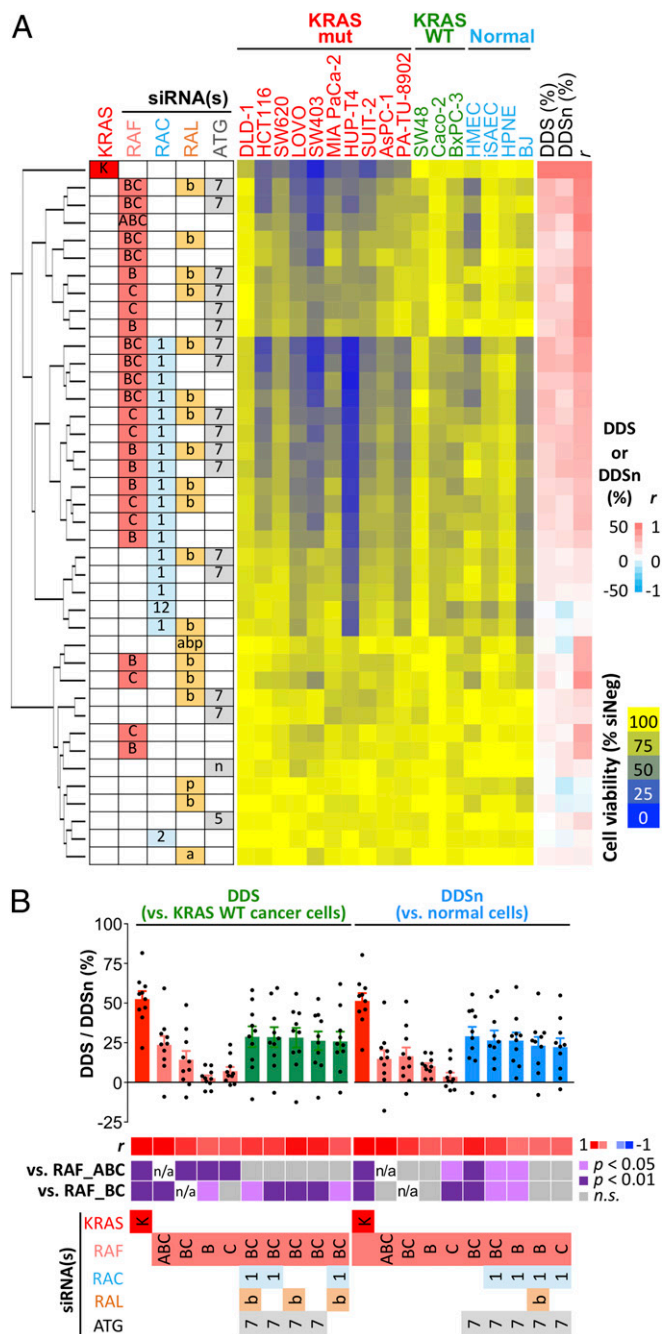 A
KRAS mut
KRAS WT
Normal
siRNA(s)
KRAS
RAF
RAC
RAL
ATG
DLD-1
HCT116
SW620
LOVO
SW403
MIA PaCa-2
HUP-T4
SUIT-2
AsPC-1
PA-TU-8902
SW48
Caco-2
BxPC-3
HMEC
iSAEC
HPNE
BJ
DDS (%)
DDSn (%)
r
K
BC b 7
BC 7
ABC
BC b
BC
B b 7
C b 7
C 7
B 7
BC 1 b 7
BC 1 7
BC 1
BC 1 b
C 1 b 7
C 1 7
B 1 b 7
B 1 7
B 1 b
C 1 b
C 1
B 1
1 b 7
1 7
1
12
1 b
abp
B b
C b
b 7
7
C
B
n
p
b
5
2
a
DDS or DDSn (%) r
50 1
0 0
-50 -1
Cell viability (% siNeg)
100
75
50
25
0
B
DDS (vs. KRAS WT cancer cells)
DDSn (vs. normal cells)
DDS / DDSn (%)
100
75
50
25
0
-25
r
1 -1
vs. RAF_ABC n/a n/a
vs. RAF_BC n/a n/a
p < 0.05
p < 0.01
n.s.
siRNA(s)
KRAS K K
RAF ABC BC B C BC BC BC BC BC ABC BC B C BC BC B B C
RAC 1 1 1 1 1 1 1
RAL b b b b
ATG 7 7 7 7 7 7 7 7 7